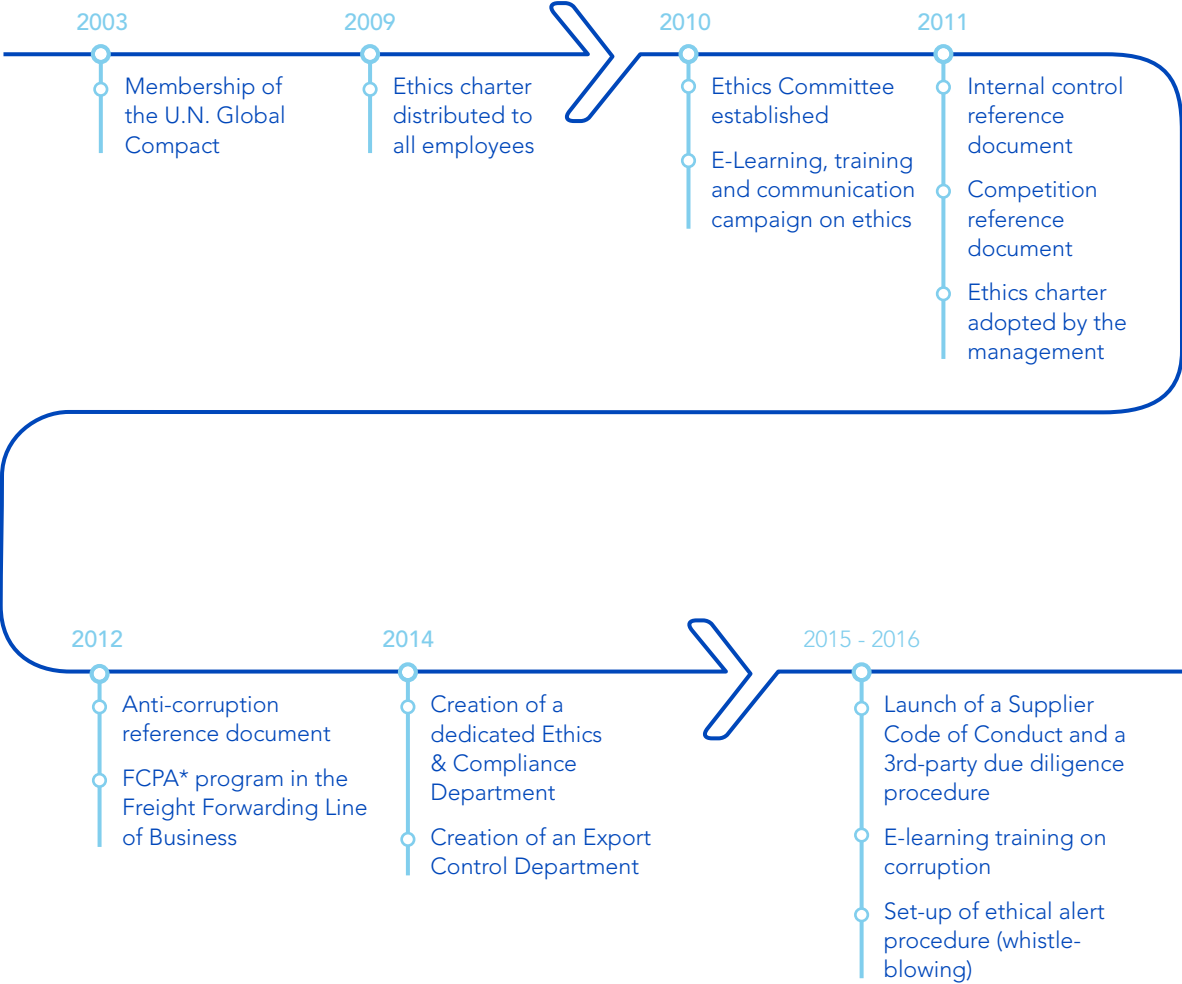 2003
Membership of
the U.N. Global
Compact
2009
Ethics charter
distributed to
all employees
2010
Ethics Committee
established
E-Learning, training
and communication
campaign on ethics
2011
Internal control
reference
document
Competition
reference
document
Ethics charter
adopted by the
management
2012
Anti-corruption
reference document
FCPA* program in the
Freight Forwarding Line
of Business
2014
Creation of a
dedicated Ethics
& Compliance
Department
Creation of an Export
Control Department
2015 - 2016
Launch of a Supplier
Code of Conduct and a
3rd-party due diligence
procedure
E-learning training on
corruption
Set-up of ethical alert
procedure (whistle-
blowing)